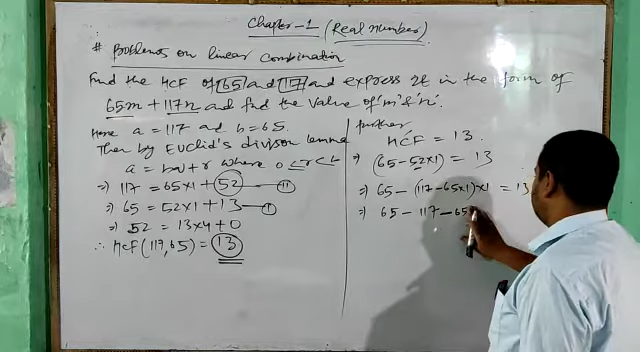 Chapter-1 (Real Number)
# Problems on linear Combination
Find the HCF of 65 and 117 and express it in the form of
65m + 117n and find the value of 'm' & 'n'.
Here a = 117 and b = 65.
Then by Euclid's divison lemma
a = bq + r where 0 ≤ r < b
⇒ 117 = 65×1 + 52 — (II)
⇒ 65 = 52×1 + 13 — (I)
⇒ 52 = 13×4 + 0
∴ HCF (117, 65) = 13
further
HCF = 13.
⇒ (65 - 52×1) = 13
⇒ 65 - (117 - 65×1)×1 = 13
⇒ 65 - 117 - 65